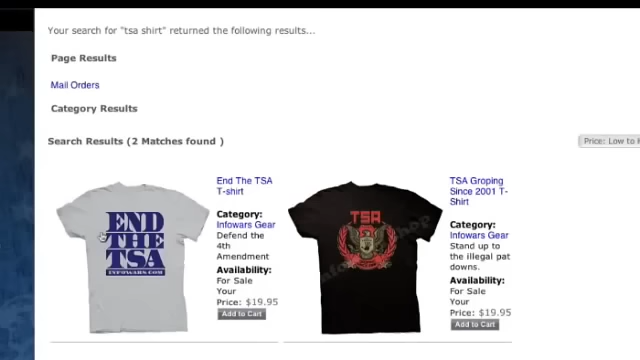 Your search for "tsa shirt" returned the following results...
Page Results
Mail Orders
Category Results
Search Results (2 Matches found )
Price: Low to
END
THE
TSA
INFOWARS.COM
End The TSA
T-shirt
Category:
Infowars Gear
Defend the
4th
Amendment
Availability:
For Sale
Your
Price: $19.95
Add to Cart
TSA
TSA Groping
Since 2001 T-
Shirt
Category:
Infowars Gear
Stand up to
the illegal pat
downs.
Availability:
For Sale
Your
Price: $19.95
Add to Cart